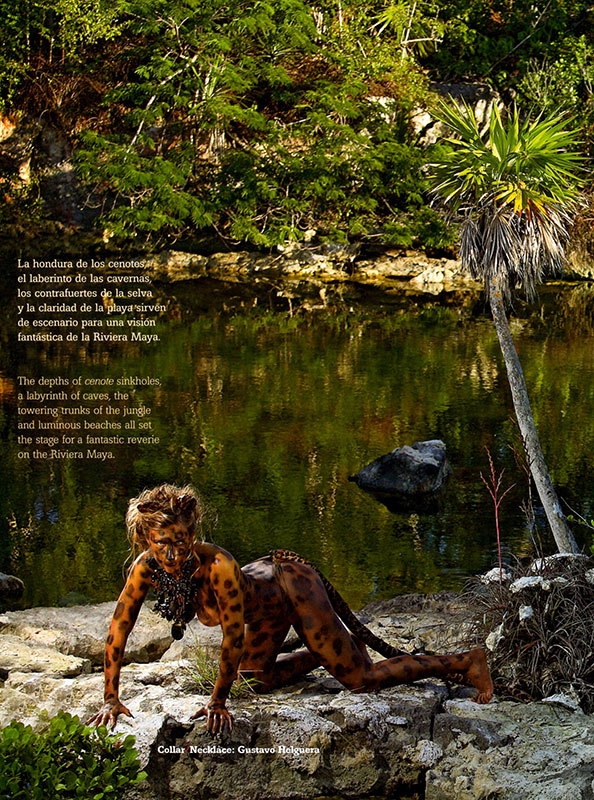 La hondura de los cenotes,
el laberinto de las cavernas,
los contrafuertes de la selva
y la claridad de la playa sirven
de escenario para una visión
fantástica de la Riviera Maya.
The depths of cenote sinkholes,
a labyrinth of caves, the
towering trunks of the jungle
and luminous beaches all set
the stage for a fantastic reverie
on the Riviera Maya.
Collar Necklace: Gustavo Helguera